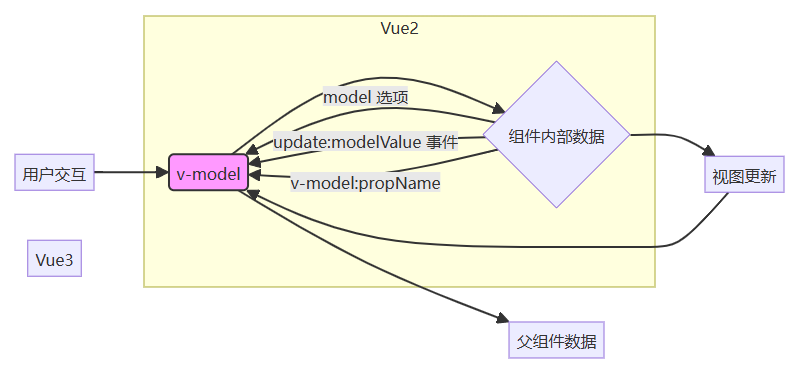 Vue2
model 选项
update:modelValue 事件
v-model:propName
组件内部数据
用户交互
v-model
视图更新
Vue3
父组件数据